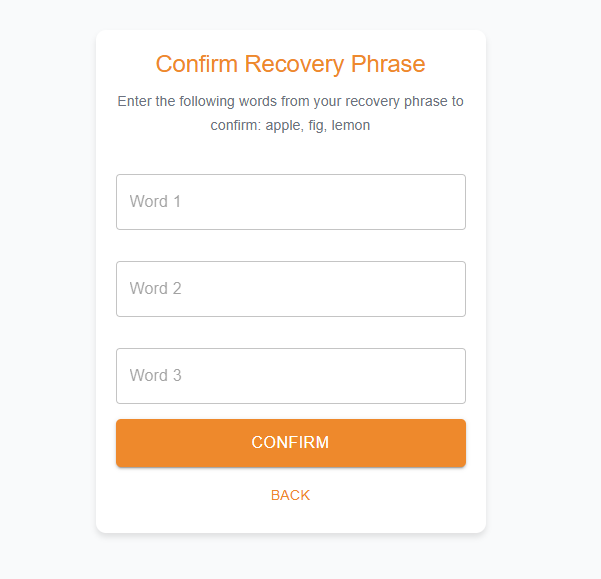 Confirm Recovery Phrase
Enter the following words from your recovery phrase to
confirm: apple, fig, lemon
Word 1
Word 2
Word 3
CONFIRM
BACK